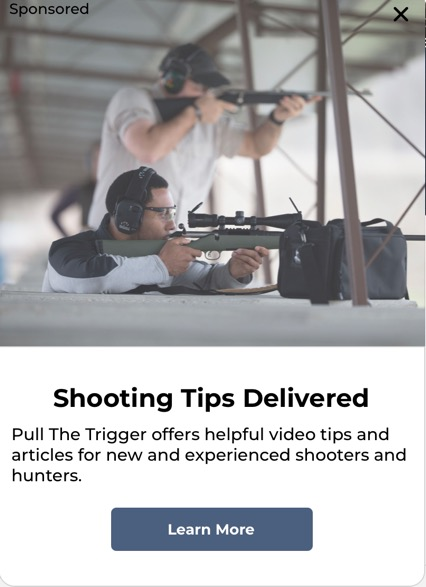 Sponsored
Shooting Tips Delivered
Pull The Trigger offers helpful video tips and
articles for new and experienced shooters and
hunters.
Learn More